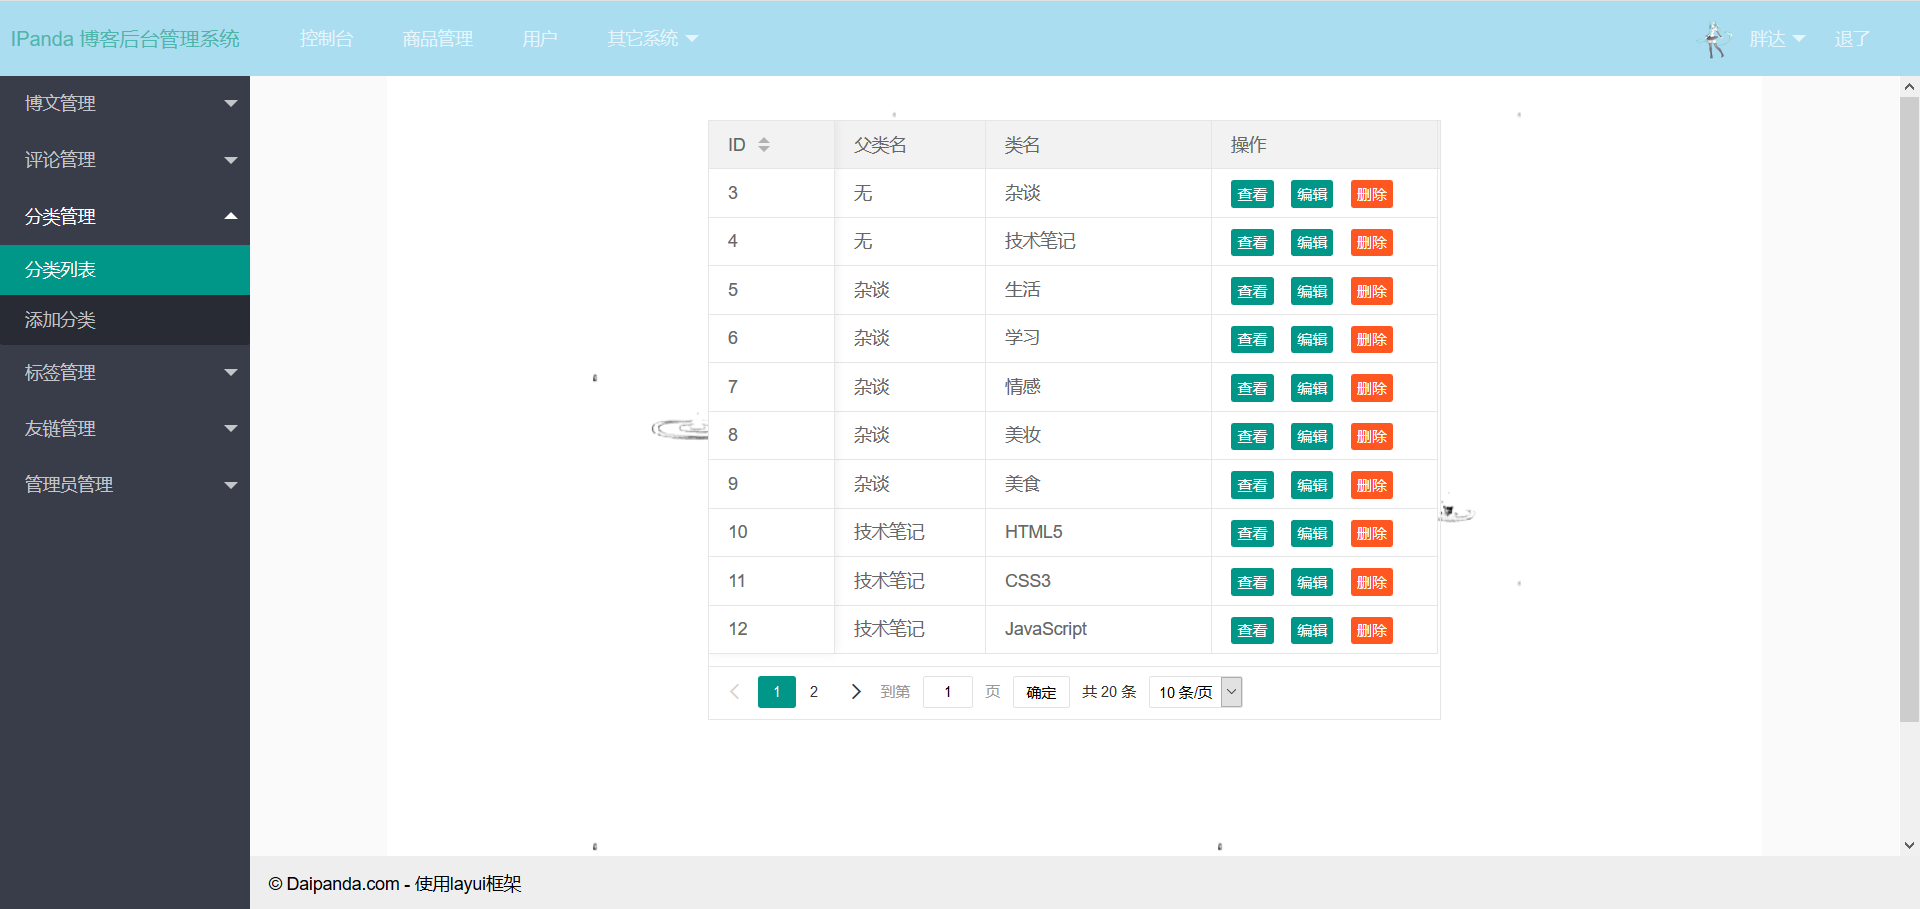 IPanda 博客后台管理系统 控制台 商品管理 用户 其它系统 胖达 退了
博文管理
评论管理
分类管理
分类列表
添加分类
标签管理
友链管理
管理员管理
ID 父类名 类名 操作
3 无 杂谈 查看 编辑 删除
4 无 技术笔记 查看 编辑 删除
5 杂谈 生活 查看 编辑 删除
6 杂谈 学习 查看 编辑 删除
7 杂谈 情感 查看 编辑 删除
8 杂谈 美妆 查看 编辑 删除
9 杂谈 美食 查看 编辑 删除
10 技术笔记 HTML5 查看 编辑 删除
11 技术笔记 CSS3 查看 编辑 删除
12 技术笔记 JavaScript 查看 编辑 删除
1 2 到第 1 页 确定 共 20 条 10 条/页
© Daipanda.com - 使用layui框架